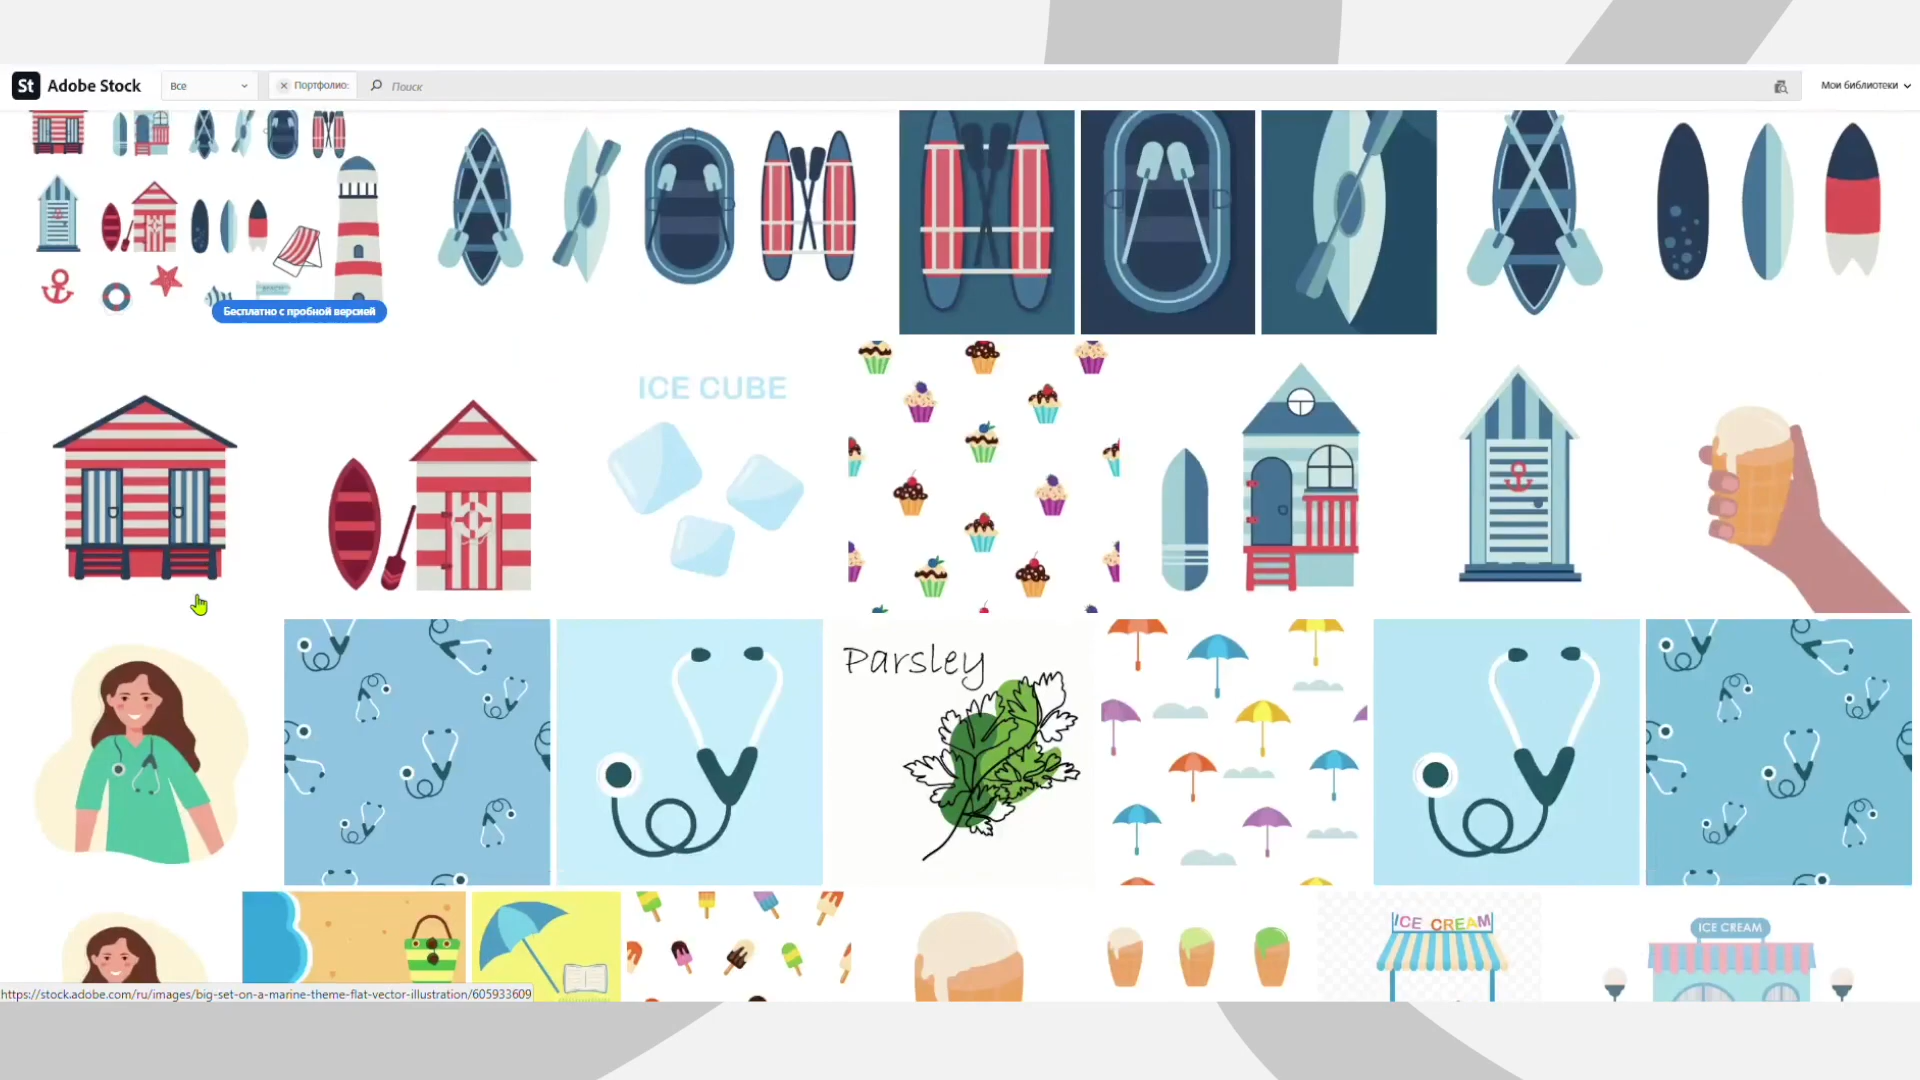 St Adobe Stock
Все
Портфолио:
Поиск
Мои библиотеки
Бесплатно с пробной версией
ICE CUBE
Parsley
ICE CREAM
ICE CREAM
https://stock.adobe.com/ru/images/big-set-on-a-marine-theme-flat-vector-illustration/605933609